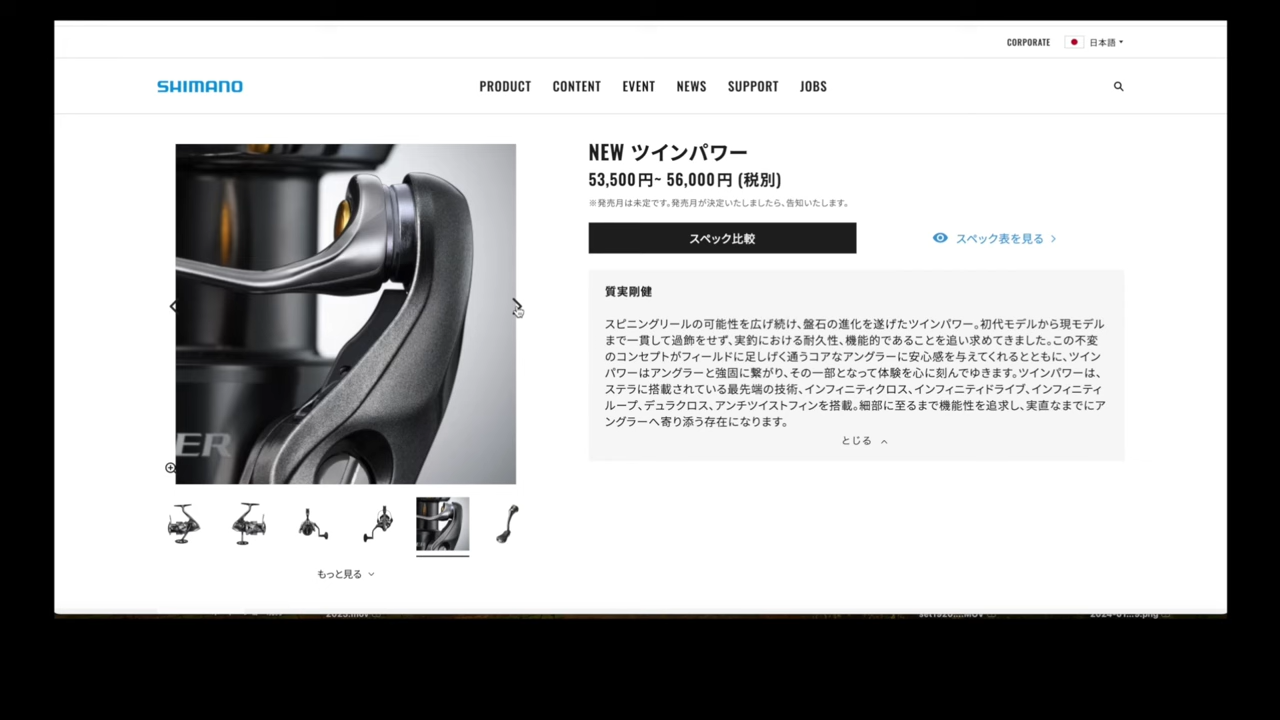 CORPORATE 日本語
SHIMANO
PRODUCT CONTENT EVENT NEWS SUPPORT JOBS
NEW ツインパワー
53,500円~ 56,000円 (税別)
※発売月は未定です。発売月が決定いたしましたら、告知いたします。
スペック比較
スペック表を見る
質実剛健
スピニングリールの可能性を広げ続け、盤石の進化を遂げたツインパワー。初代モデルから現モデル
まで一貫して過飾をせず、実釣における耐久性、機能的であることを追い求めてきました。この不変
のコンセプトがフィールドに足しげく通うコアなアングラーに安心感を与えてくれるとともに、ツイン
パワーはアングラーと強固に繋がり、その一部となって体験を心に刻んでゆきます。ツインパワーは、
ステラに搭載されている最先端の技術、インフィニティクロス、インフィニティドライブ、インフィニティ
ループ、デュラクロス、アンチツイストフィンを搭載。細部に至るまで機能性を追求し、実直なまでにア
ングラーへ寄り添う存在になります。
とじる
ER
もっと見る